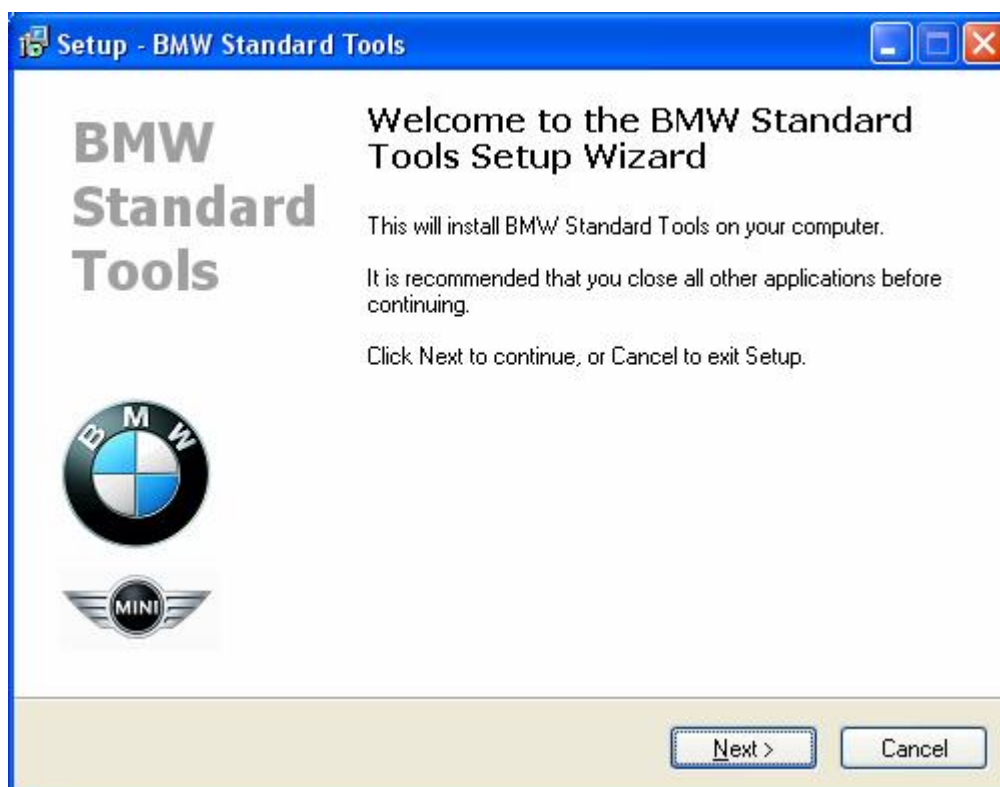 Setup - BMW Standard Tools
BMW
Standard
Tools
Welcome to the BMW Standard
Tools Setup Wizard
This will install BMW Standard Tools on your computer.
It is recommended that you close all other applications before
continuing.
Click Next to continue, or Cancel to exit Setup.
BMW
MINI
Next >
Cancel